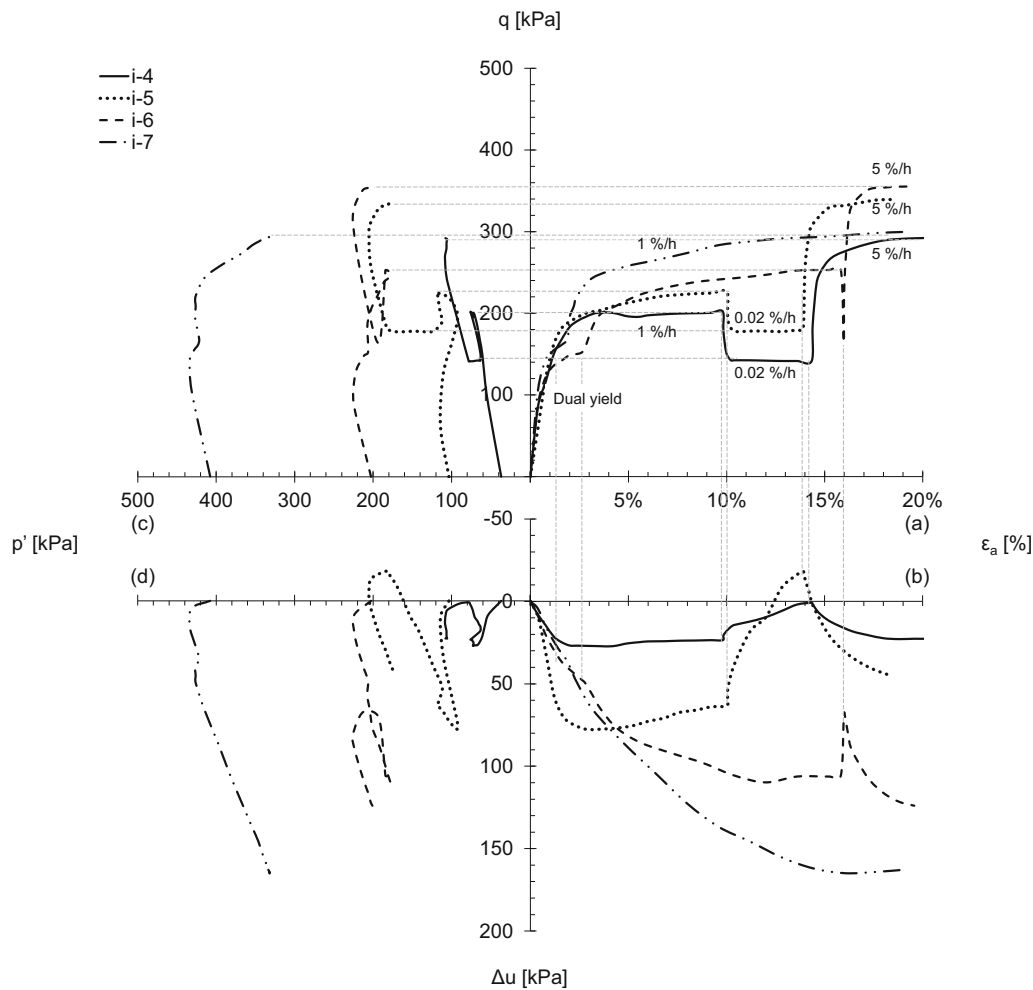 q [kPa]
500
i-4
i-5
i-6
i-7
400
5 %/h
5 %/h
300
1 %/h
5 %/h
200
1 %/h
0.02 %/h
0.02 %/h
100
Dual yield
500 400 300 200 100
5% 10% 15% 20%
(c)
-50
(a)
p' [kPa]
εa [%]
(d)
(b)
0
50
100
150
200
Δu [kPa]